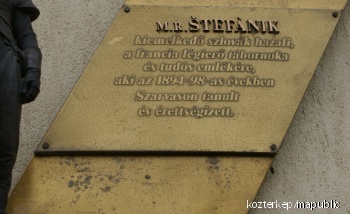 M.R. ŠTEFÁNIK
Kiemelkedő szlovák hazafi,
a francia légierő tábornoka
és tudós emlékére,
aki az 1894-98-as években
Szarvason tanult
és érettségizett.
kozterkep/mapublic